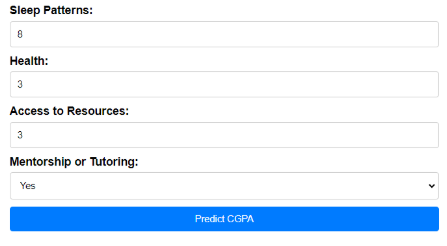 Sleep Patterns:
8
Health:
3
Access to Resources:
3
Mentorship or Tutoring:
Yes
Predict CGPA